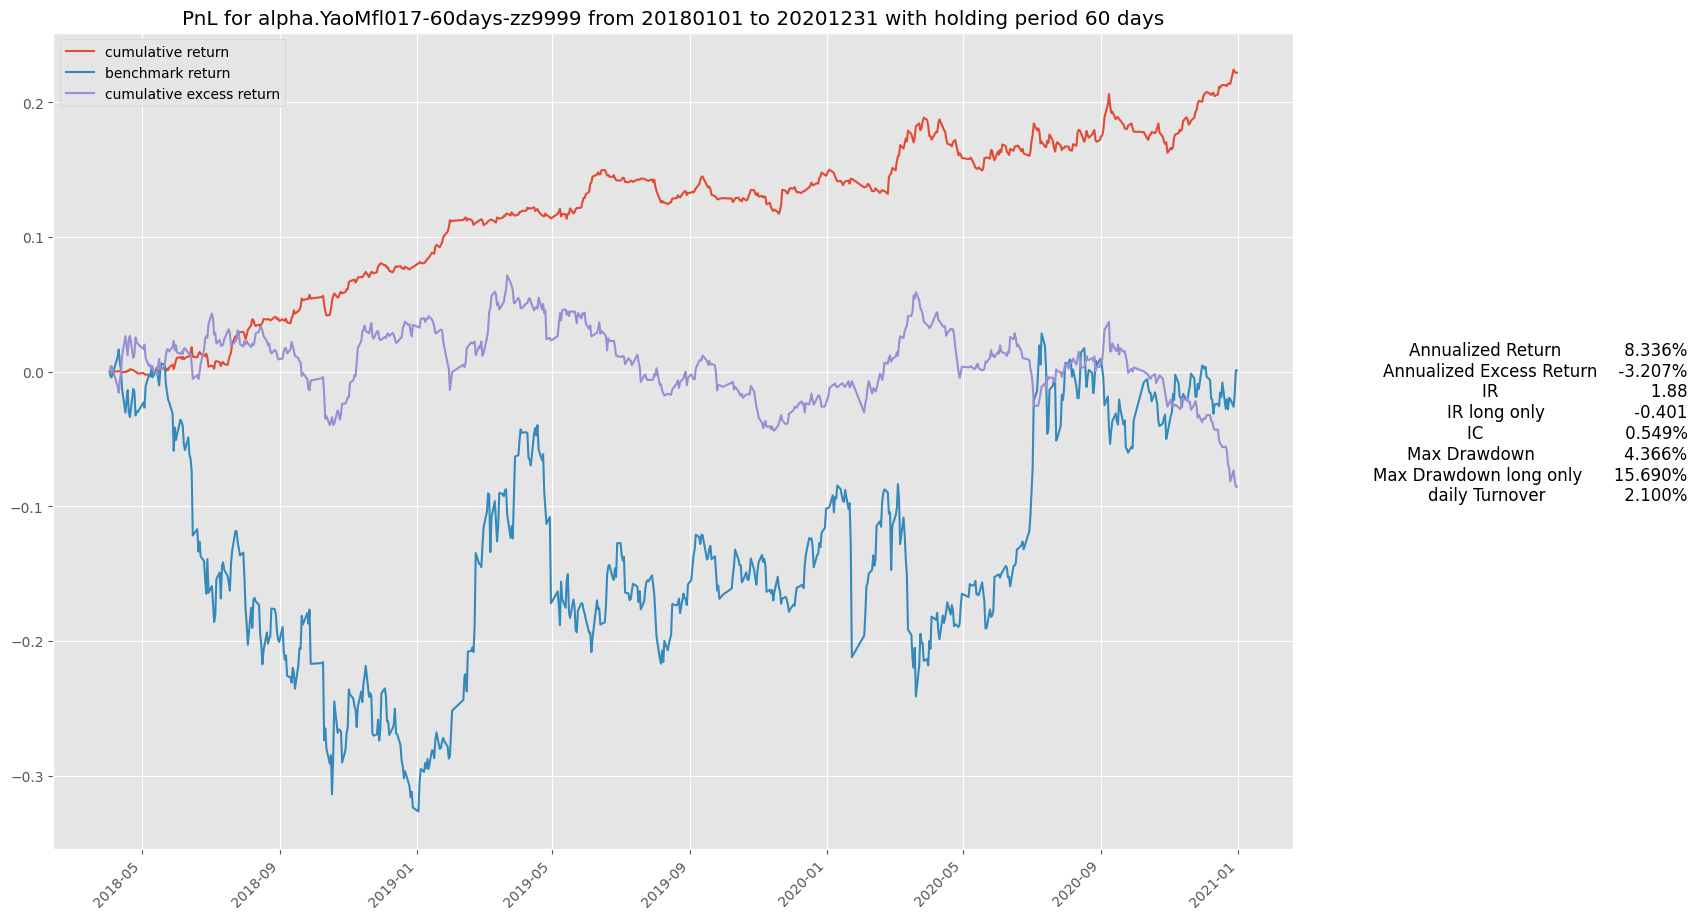 PnL for alpha.YaoMfl017-60days-zz9999 from 20180101 to 20201231 with holding period 60 days
cumulative return
benchmark return
cumulative excess return
0.2
0.1
0.0
−0.1
−0.2
−0.3
2018-05
2018-09
2019-01
2019-05
2019-09
2020-01
2020-05
2020-09
2021-01
Annualized Return 8.336%
Annualized Excess Return -3.207%
IR 1.88
IR long only -0.401
IC 0.549%
Max Drawdown 4.366%
Max Drawdown long only 15.690%
daily Turnover 2.100%